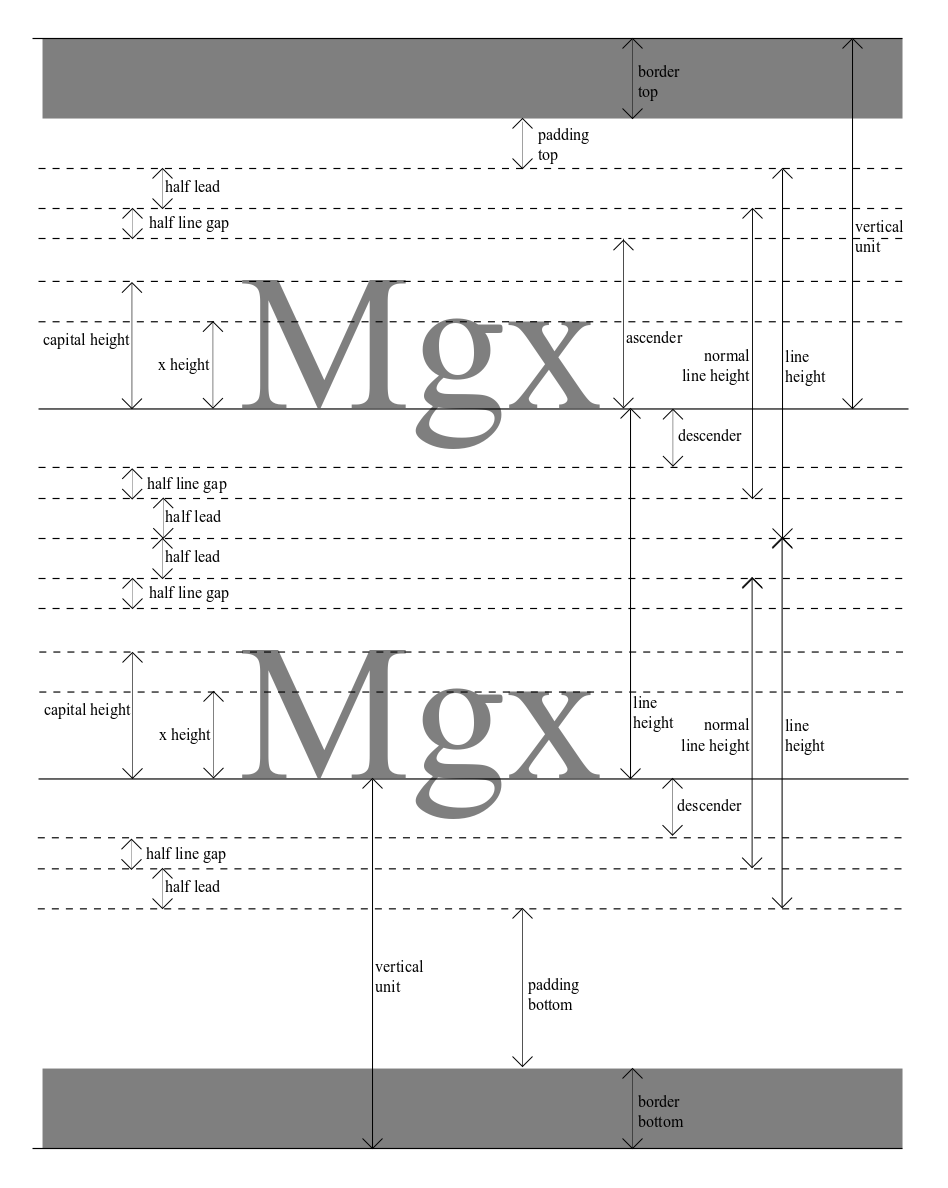 border
top
padding
top
half lead
half line gap
vertical
unit
Mgx
capital height
x height
ascender
normal
line height
line
height
descender
half line gap
half lead
half lead
half line gap
Mgx
capital height
x height
line
height
normal
line height
line
height
descender
half line gap
half lead
vertical
unit
padding
bottom
border
bottom